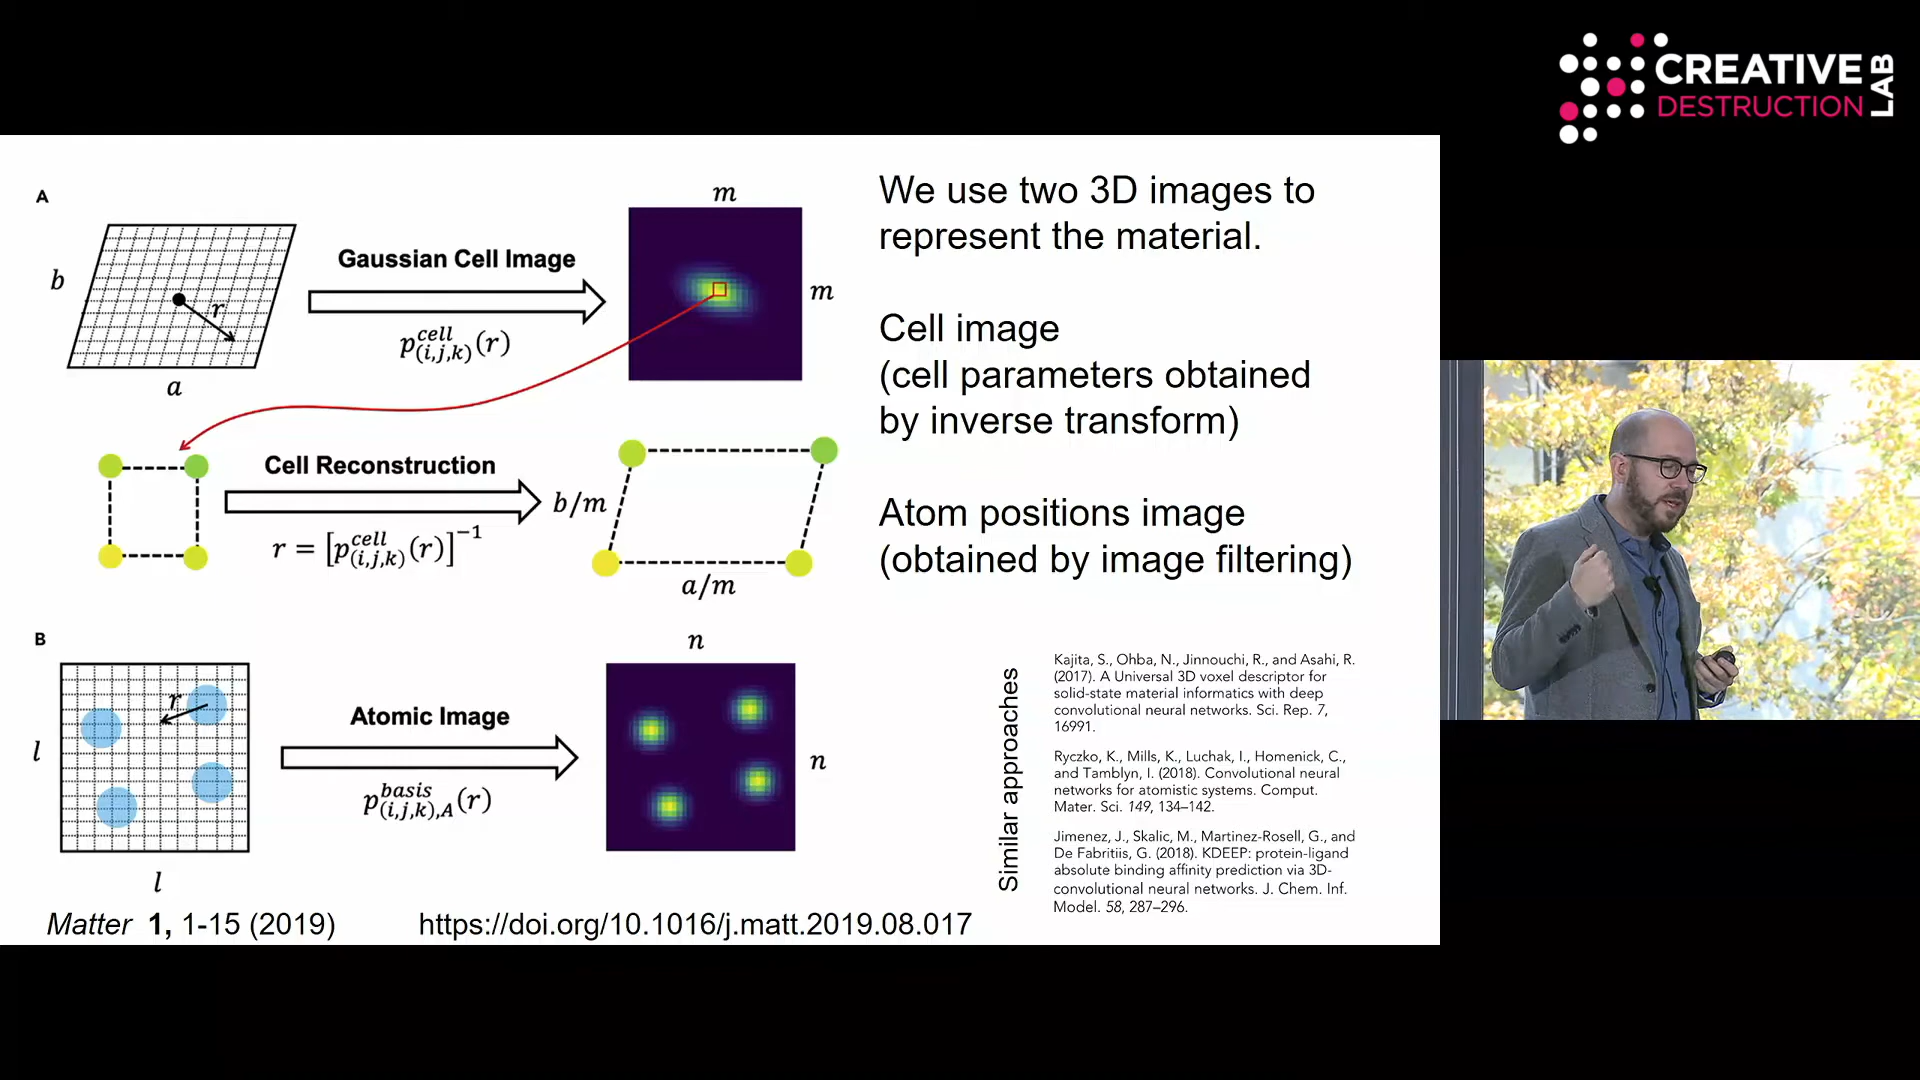 CREATIVE
DESTRUCTION
LAB
A
m
b
r
Gaussian Cell Image
p^{cell}_{(i,j,k)}(r)
m
a
Cell Reconstruction
r = [p^{cell}_{(i,j,k)}(r)]^{-1}
b/m
a/m
B
n
l
r
Atomic Image
p^{basis}_{(i,j,k),A}(r)
n
l
We use two 3D images to
represent the material.
Cell image
(cell parameters obtained
by inverse transform)
Atom positions image
(obtained by image filtering)
Similar approaches
Kajita, S., Ohba, N., Jinnouchi, R., and Asahi, R.
(2017). A Universal 3D voxel descriptor for
solid-state material informatics with deep
convolutional neural networks. Sci. Rep. 7,
16991.
Ryczko, K., Mills, K., Luchak, I., Homenick, C.,
and Tamblyn, I. (2018). Convolutional neural
networks for atomistic systems. Comput.
Mater. Sci. 149, 134–142.
Jimenez, J., Skalic, M., Martinez-Rosell, G., and
De Fabritiis, G. (2018). KDEEP: protein-ligand
absolute binding affinity prediction via 3D-
convolutional neural networks. J. Chem. Inf.
Model. 58, 287–296.
Matter 1, 1-15 (2019)
https://doi.org/10.1016/j.matt.2019.08.017